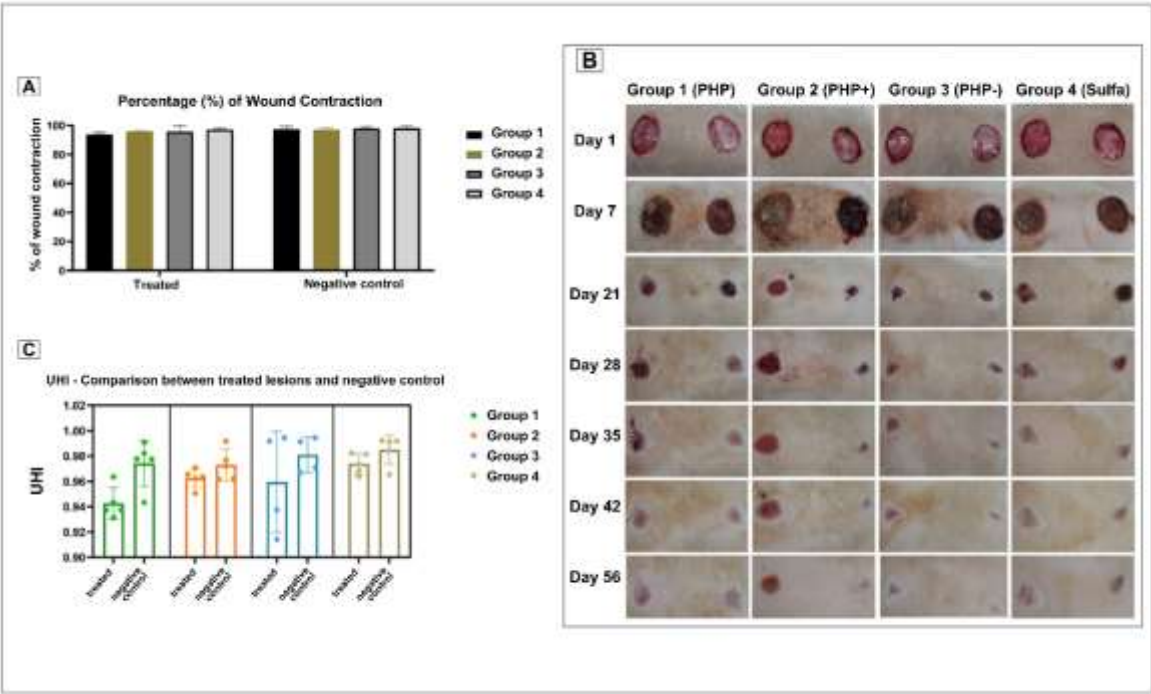 A
Percentage (%) of Wound Contraction
% of wound contraction
100
80
60
40
20
0
Treated
Negative control
Group 1
Group 2
Group 3
Group 4
B
Group 1 (PHP)
Group 2 (PHP+)
Group 3 (PHP-)
Group 4 (Sulfa)
Day 1
Day 7
Day 21
Day 28
Day 35
Day 42
Day 56
C
UHI - Comparison between treated lesions and negative control
UHI
1.02
1.00
0.98
0.96
0.94
0.92
0.90
treated
negative
control
treated
negative
control
treated
negative
control
treated
negative
control
Group 1
Group 2
Group 3
Group 4